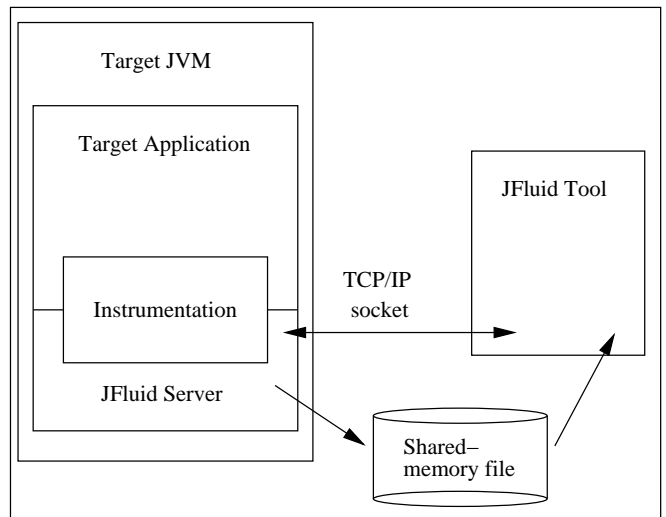 Target JVM
Target Application
JFluid Tool
TCP/IP
socket
Instrumentation
JFluid Server
Shared–
memory file